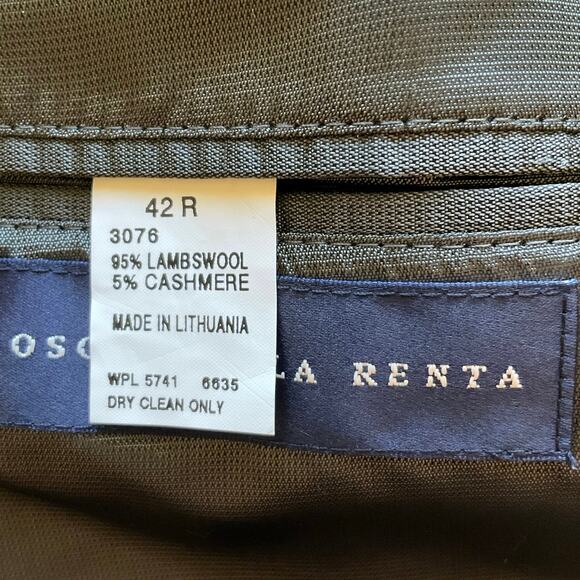 42 R
3076
95% LAMBSWOOL
5% CASHMERE
MADE IN LITHUANIA
WPL 5741 6635
DRY CLEAN ONLY
OSC LA RENTA